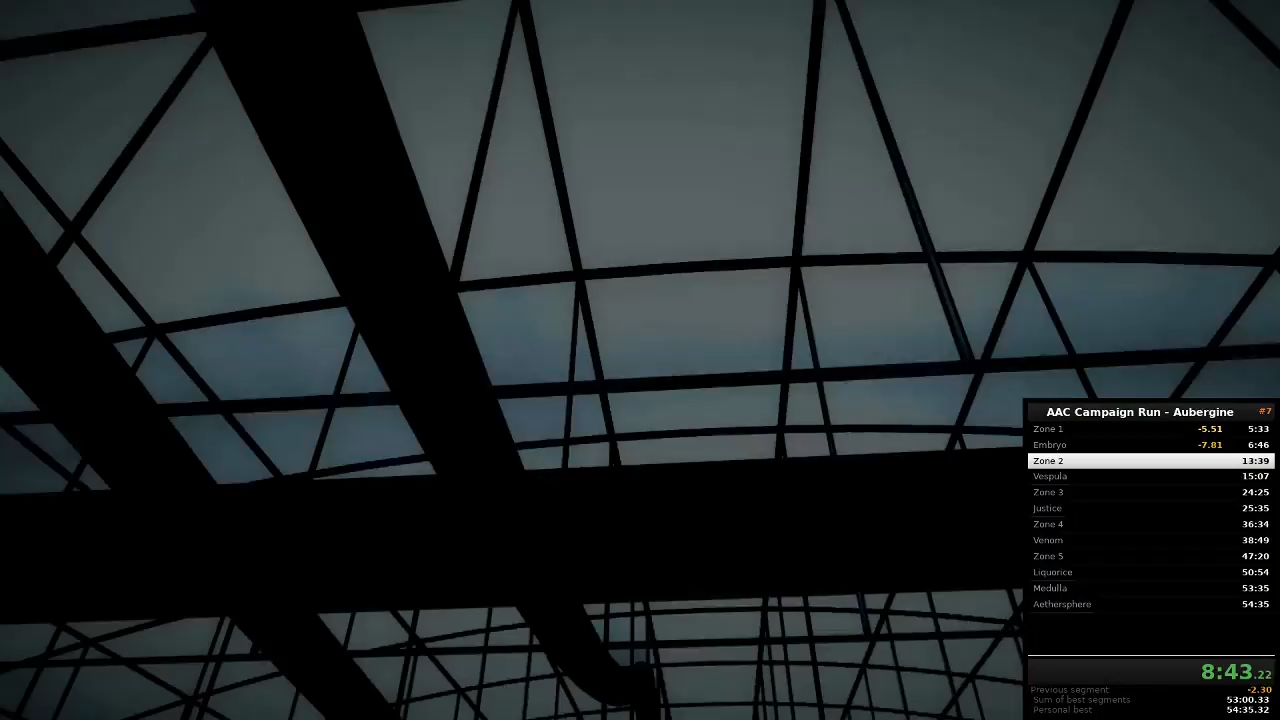 AAC Campaign Run - Aubergine #7
Zone 1 -5.51 5:33
Embryo -7.81 6:46
Zone 2 13:39
Vespula 15:07
Zone 3 24:25
Justice 25:35
Zone 4 36:34
Venom 38:49
Zone 5 47:20
Liquorice 50:54
Medulla 53:35
Aethersphere 54:35
8:43.22
Previous segment -2.30
Sum of best segments 53:00.33
Personal best 54:35.32